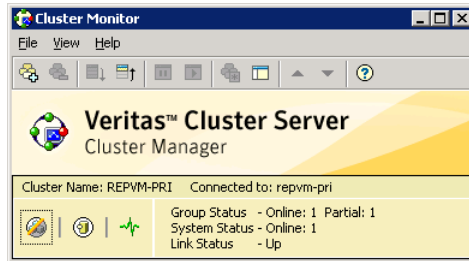 Cluster Monitor
File View Help
Veritas™ Cluster Server
Cluster Manager
Cluster Name: REPVM-PRI Connected to: repvm-pri
Group Status - Online: 1 Partial: 1
System Status - Online: 1
Link Status - Up